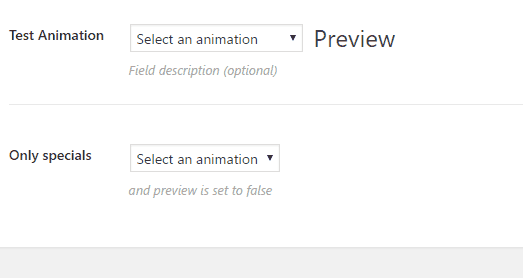 Test Animation Select an animation Preview
Field description (optional)
Only specials Select an animation
and preview is set to false